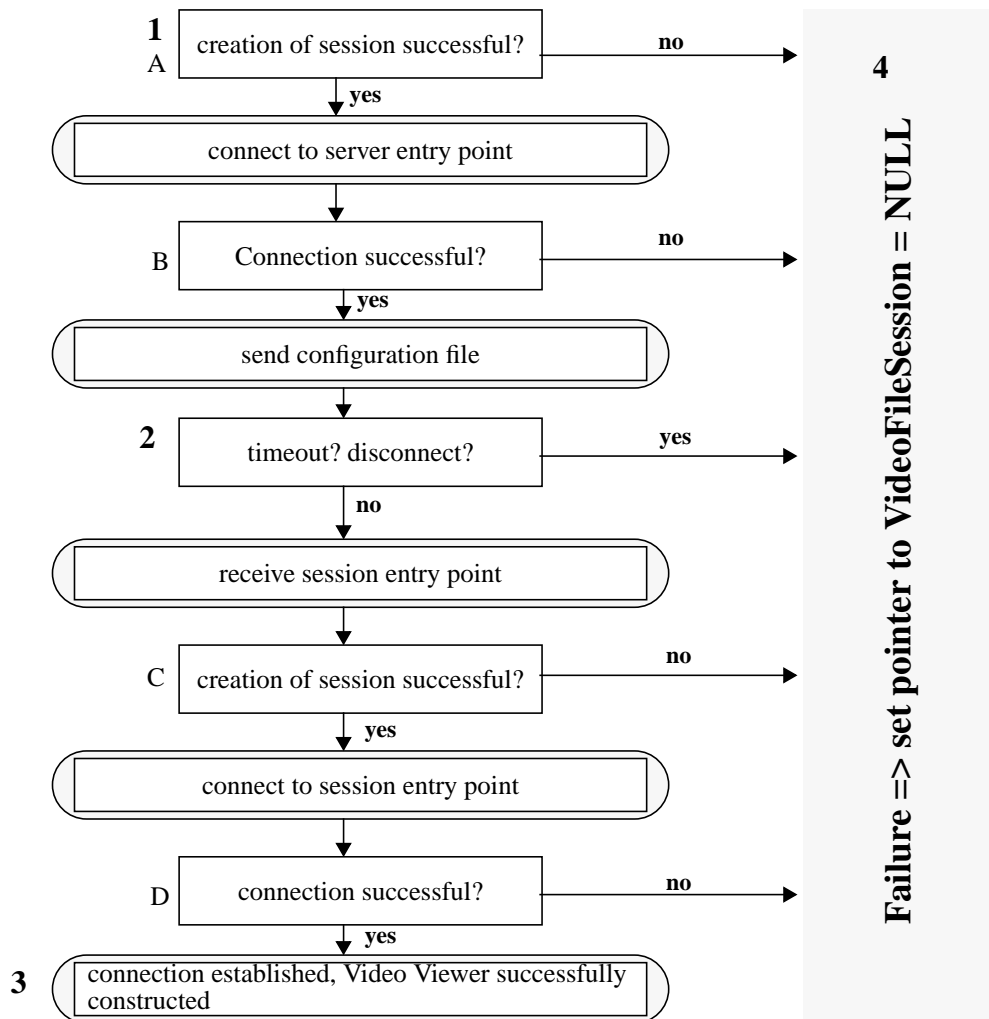 1
A
creation of session successful?
no
yes
connect to server entry point
B
Connection successful?
no
yes
send configuration file
2
timeout? disconnect?
yes
no
receive session entry point
C
creation of session successful?
no
yes
connect to session entry point
D
connection successful?
no
yes
3
connection established, Video Viewer successfully
constructed
4
Failure => set pointer to VideoFileSession = NULL